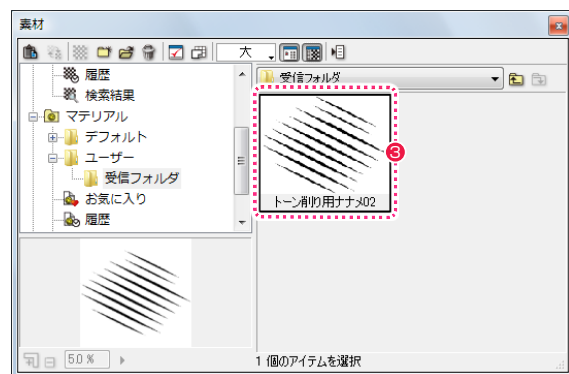 素材
大
履歴
検索結果
マテリアル
デフォルト
ユーザー
受信フォルダ
お気に入り
履歴
受信フォルダ
3
トーン削り用ナナメ02
5.0 %
1 個のアイテムを選択